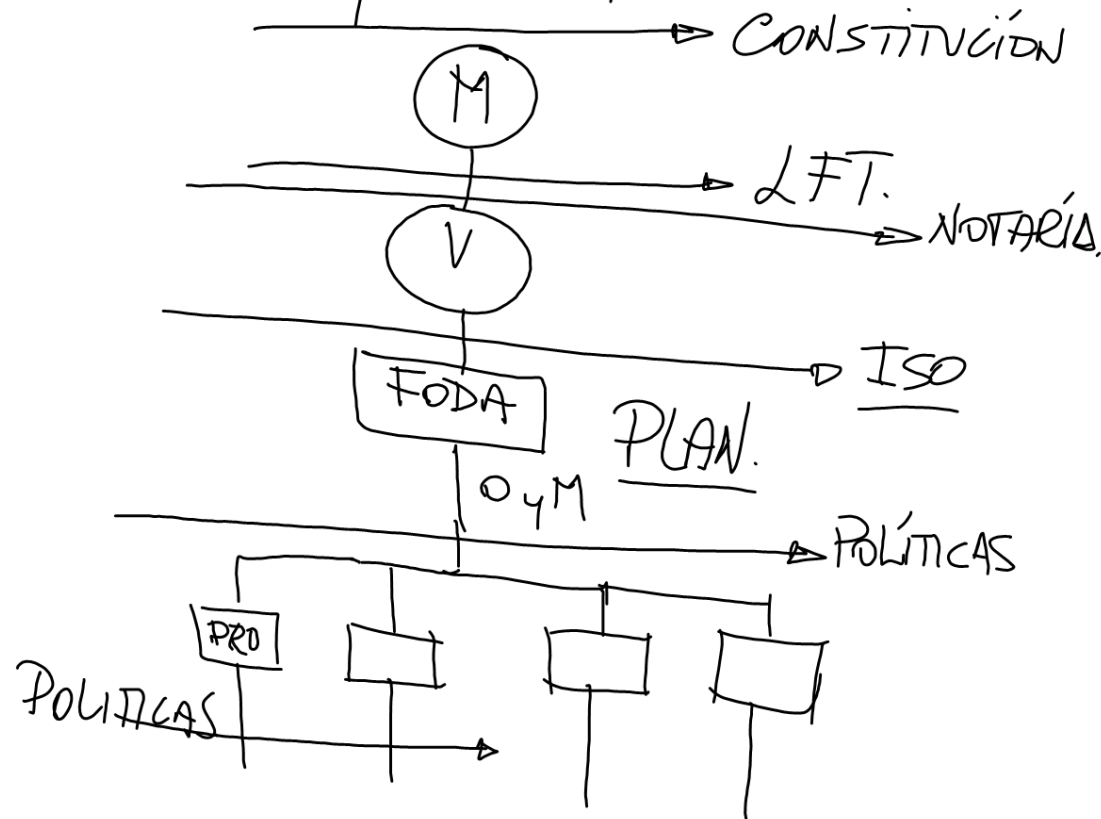 CONSTITUCIÓN
M
LFT.
NOTARÍA.
V
ISO
FODA
PLAN.
O y M
POLÍTICAS
PRO
POLITICAS